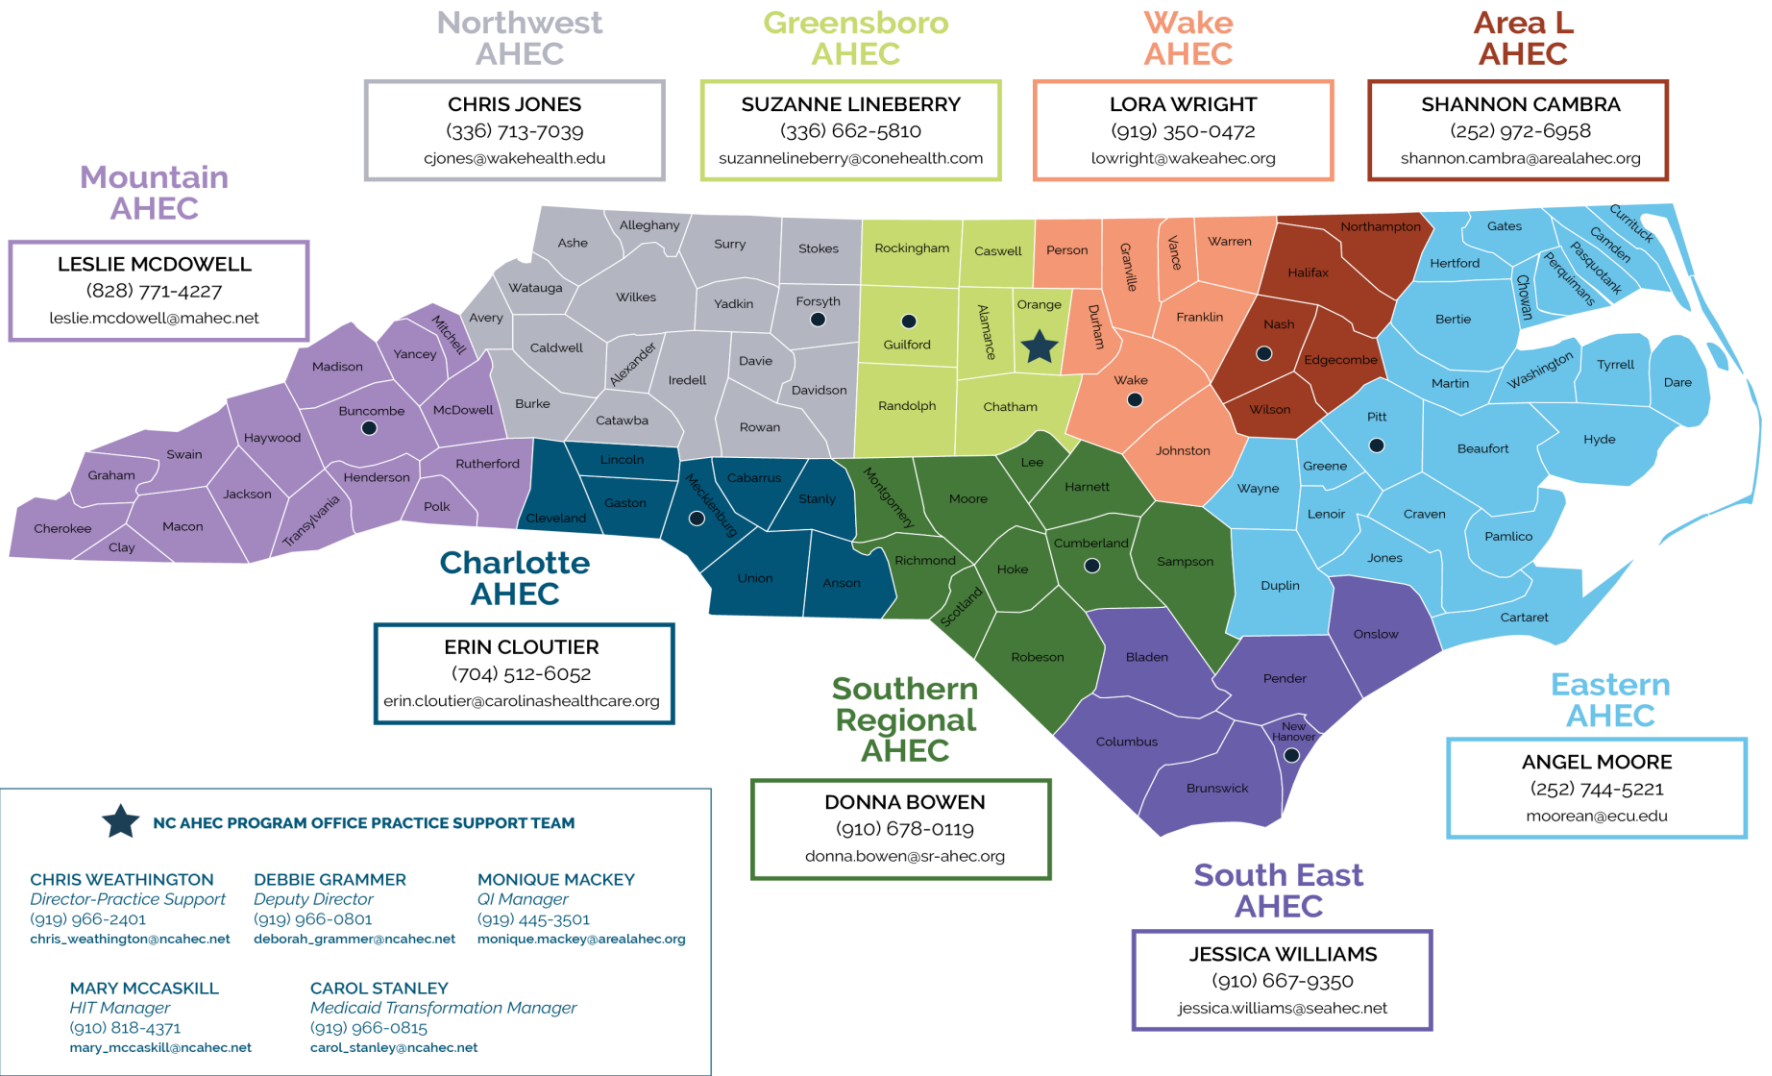 Northwest
AHEC
CHRIS JONES
(336) 713-7039
cjones@wakehealth.edu
Greensboro
AHEC
SUZANNE LINEBERRY
(336) 662-5810
suzannelineberry@conehealth.com
Wake
AHEC
LORA WRIGHT
(919) 350-0472
lowright@wakeahec.org
Area L
AHEC
SHANNON CAMBRA
(252) 972-6958
shannon.cambra@arealahec.org
Mountain
AHEC
LESLIE MCDOWELL
(828) 771-4227
leslie.mcdowell@mahec.net
Cherokee
Graham
Clay
Swain
Macon
Jackson
Haywood
Transylvania
Madison
Buncombe
Henderson
Yancey
Mitchell
McDowell
Polk
Rutherford
Avery
Watauga
Ashe
Alleghany
Wilkes
Caldwell
Burke
Alexander
Catawba
Surry
Yadkin
Iredell
Davie
Rowan
Stokes
Forsyth
Davidson
Rockingham
Guilford
Randolph
Caswell
Alamance
Orange
Chatham
Person
Granville
Vance
Warren
Durham
Franklin
Wake
Johnston
Northampton
Halifax
Nash
Edgecombe
Wilson
Gates
Hertford
Bertie
Chowan
Perquimans
Pasquotank
Camden
Currituck
Martin
Washington
Tyrrell
Dare
Pitt
Beaufort
Hyde
Greene
Wayne
Lenoir
Craven
Pamlico
Jones
Duplin
Cartaret
Cleveland
Lincoln
Gaston
Mecklenburg
Cabarrus
Stanly
Union
Anson
Montgomery
Moore
Lee
Harnett
Richmond
Scotland
Hoke
Cumberland
Sampson
Robeson
Bladen
Columbus
Brunswick
Pender
Onslow
New
Hanover
Charlotte
AHEC
ERIN CLOUTIER
(704) 512-6052
erin.cloutier@carolinashealthcare.org
Southern
Regional
AHEC
DONNA BOWEN
(910) 678-0119
donna.bowen@sr-ahec.org
Eastern
AHEC
ANGEL MOORE
(252) 744-5221
moorean@ecu.edu
South East
AHEC
JESSICA WILLIAMS
(910) 667-9350
jessica.williams@seahec.net
NC AHEC PROGRAM OFFICE PRACTICE SUPPORT TEAM
CHRIS WEATHINGTON
Director-Practice Support
(919) 966-2401
chris_weathington@ncahec.net
DEBBIE GRAMMER
Deputy Director
(919) 966-0801
deborah_grammer@ncahec.net
MONIQUE MACKEY
QI Manager
(919) 445-3501
monique.mackey@arealahec.org
MARY MCCASKILL
HIT Manager
(910) 818-4371
mary_mccaskill@ncahec.net
CAROL STANLEY
Medicaid Transformation Manager
(919) 966-0815
carol_stanley@ncahec.net